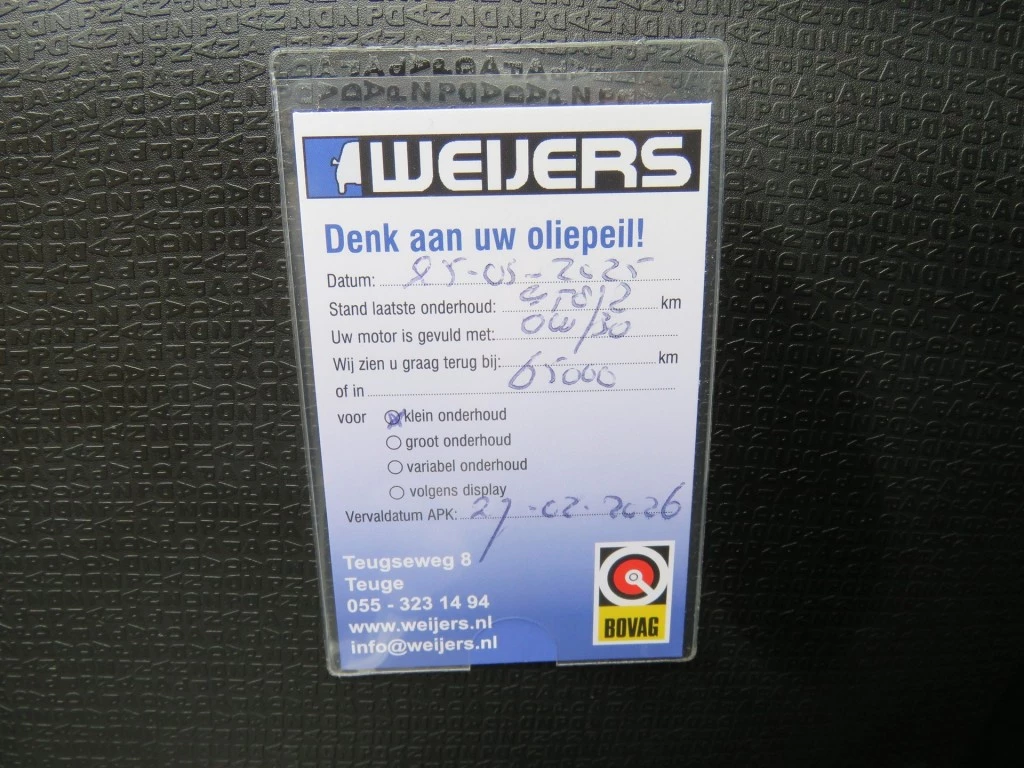 WEIJERS
Denk aan uw oliepeil!
Datum: 25-03-2025
Stand laatste onderhoud: km
Uw motor is gevuld met: 0W/30
Wij zien u graag terug bij: 65000 km
of in
voor klein onderhoud
groot onderhoud
variabel onderhoud
volgens display
Vervaldatum APK: 27-02-2026
Teugseweg 8
Teuge
055 - 323 14 94
www.weijers.nl
info@weijers.nl
BOVAG